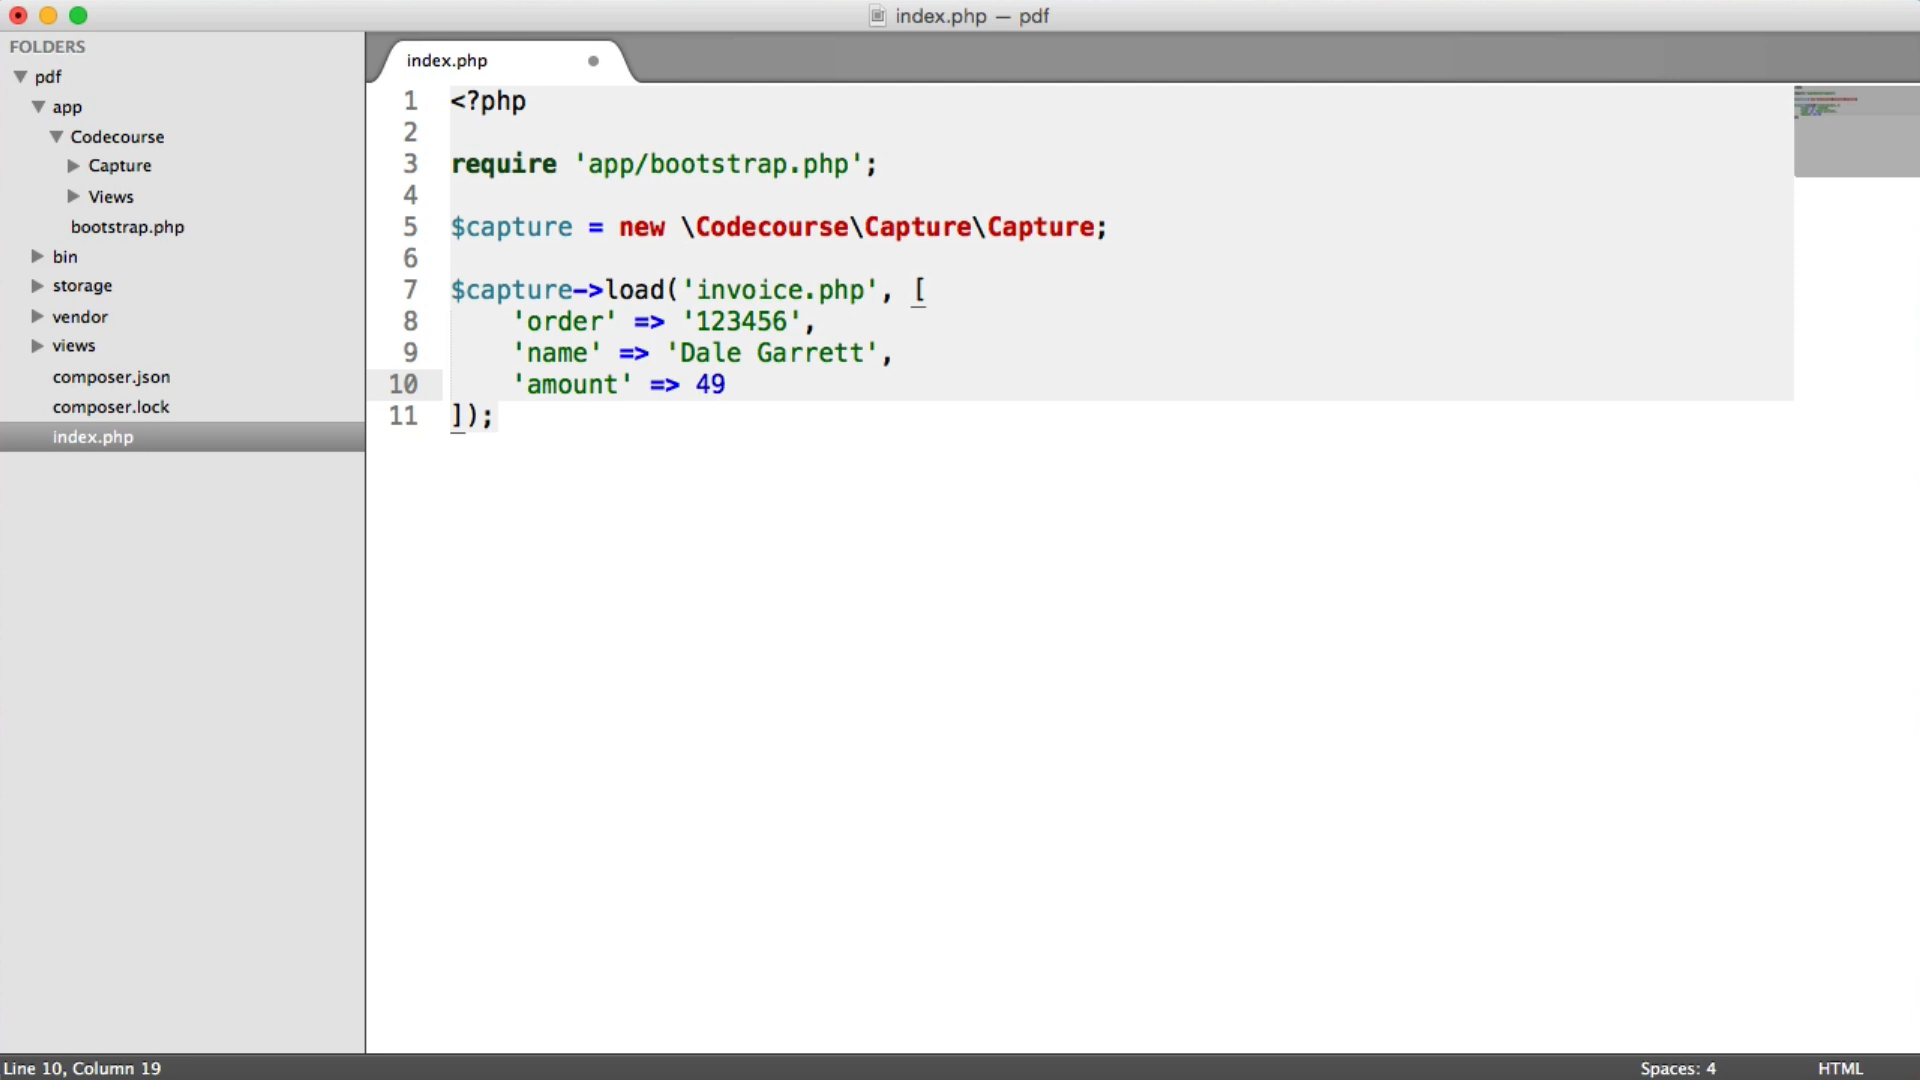 index.php — pdf
FOLDERS
pdf
app
Codecourse
Capture
Views
bootstrap.php
bin
storage
vendor
views
composer.json
composer.lock
index.php
index.php
1 <?php
2
3 require 'app/bootstrap.php';
4
5 $capture = new \Codecourse\Capture\Capture;
6
7 $capture->load('invoice.php', [
8     'order' => '123456',
9     'name' => 'Dale Garrett',
10     'amount' => 49
11 ]);
Line 10, Column 19
Spaces: 4
HTML